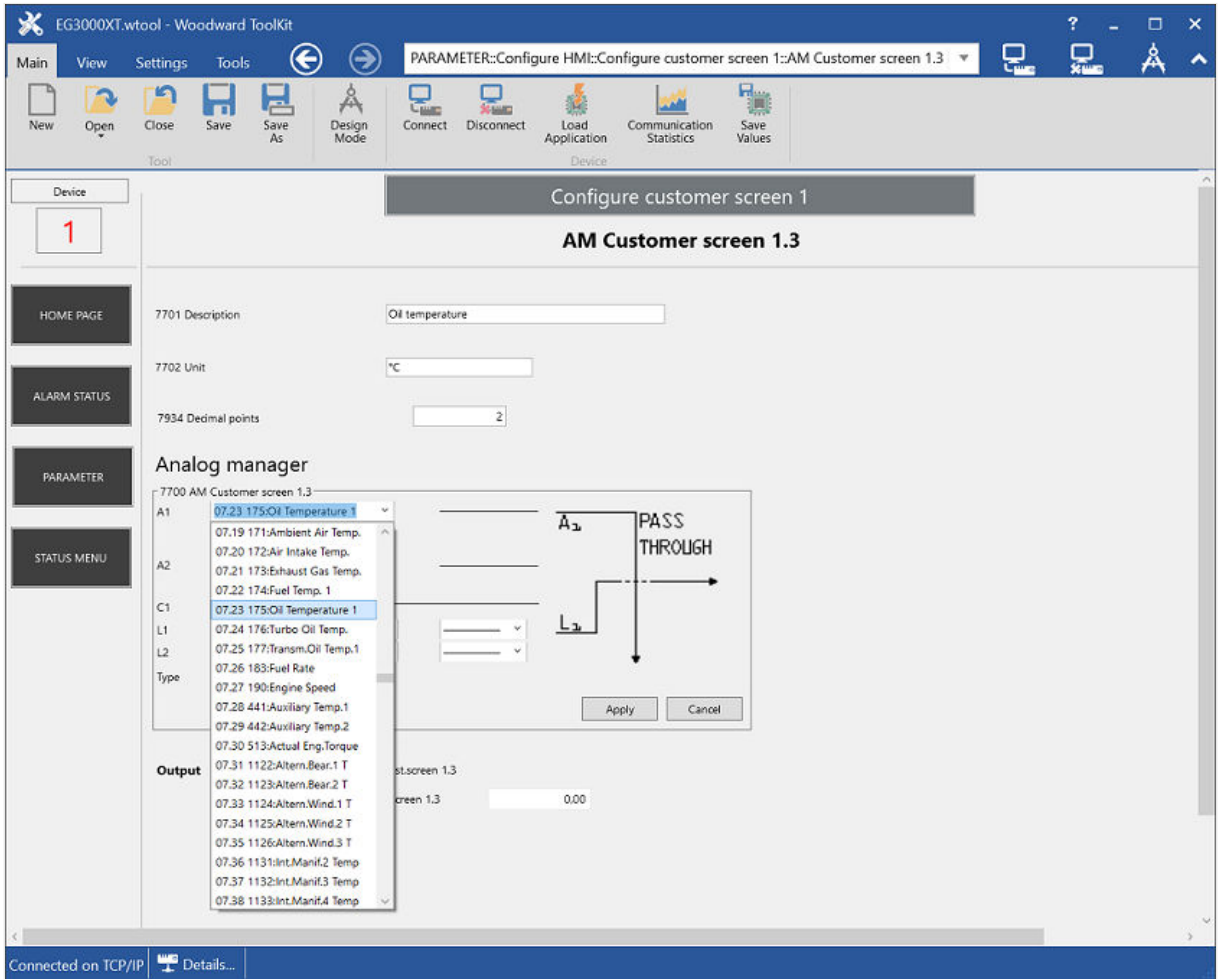 EG3000XT.wtool - Woodward ToolKit
?
Main View Settings Tools
PARAMETER::Configure HMI::Configure customer screen 1::AM Customer screen 1.3
New Open Close Save Save As Design Mode Connect Disconnect Load Application Communication Statistics Save Values
Tool Device
Device
1
HOME PAGE
ALARM STATUS
PARAMETER
STATUS MENU
Configure customer screen 1
AM Customer screen 1.3
7701 Description Oil temperature
7702 Unit °C
7934 Decimal points 2
Analog manager
7700 AM Customer screen 1.3
A1 07.23 175:Oil Temperature 1
A2
C1
L1
L2
Type
07.19 171:Ambient Air Temp.
07.20 172:Air Intake Temp.
07.21 173:Exhaust Gas Temp.
07.22 174:Fuel Temp. 1
07.23 175:Oil Temperature 1
07.24 176:Turbo Oil Temp.
07.25 177:Transm.Oil Temp.1
07.26 183:Fuel Rate
07.27 190:Engine Speed
07.28 441:Auxiliary Temp.1
07.29 442:Auxiliary Temp.2
07.30 513:Actual Eng.Torque
07.31 1122:Altern.Bear.1 T
07.32 1123:Altern.Bear.2 T
07.33 1124:Altern.Wind.1 T
07.34 1125:Altern.Wind.2 T
07.35 1126:Altern.Wind.3 T
07.36 1131:Int.Manif.2 Temp
07.37 1132:Int.Manif.3 Temp
07.38 1133:Int.Manif.4 Temp
A1
PASS
THROUGH
L1
Apply Cancel
Output st.screen 1.3
creen 1.3 0.00
Connected on TCP/IP Details...